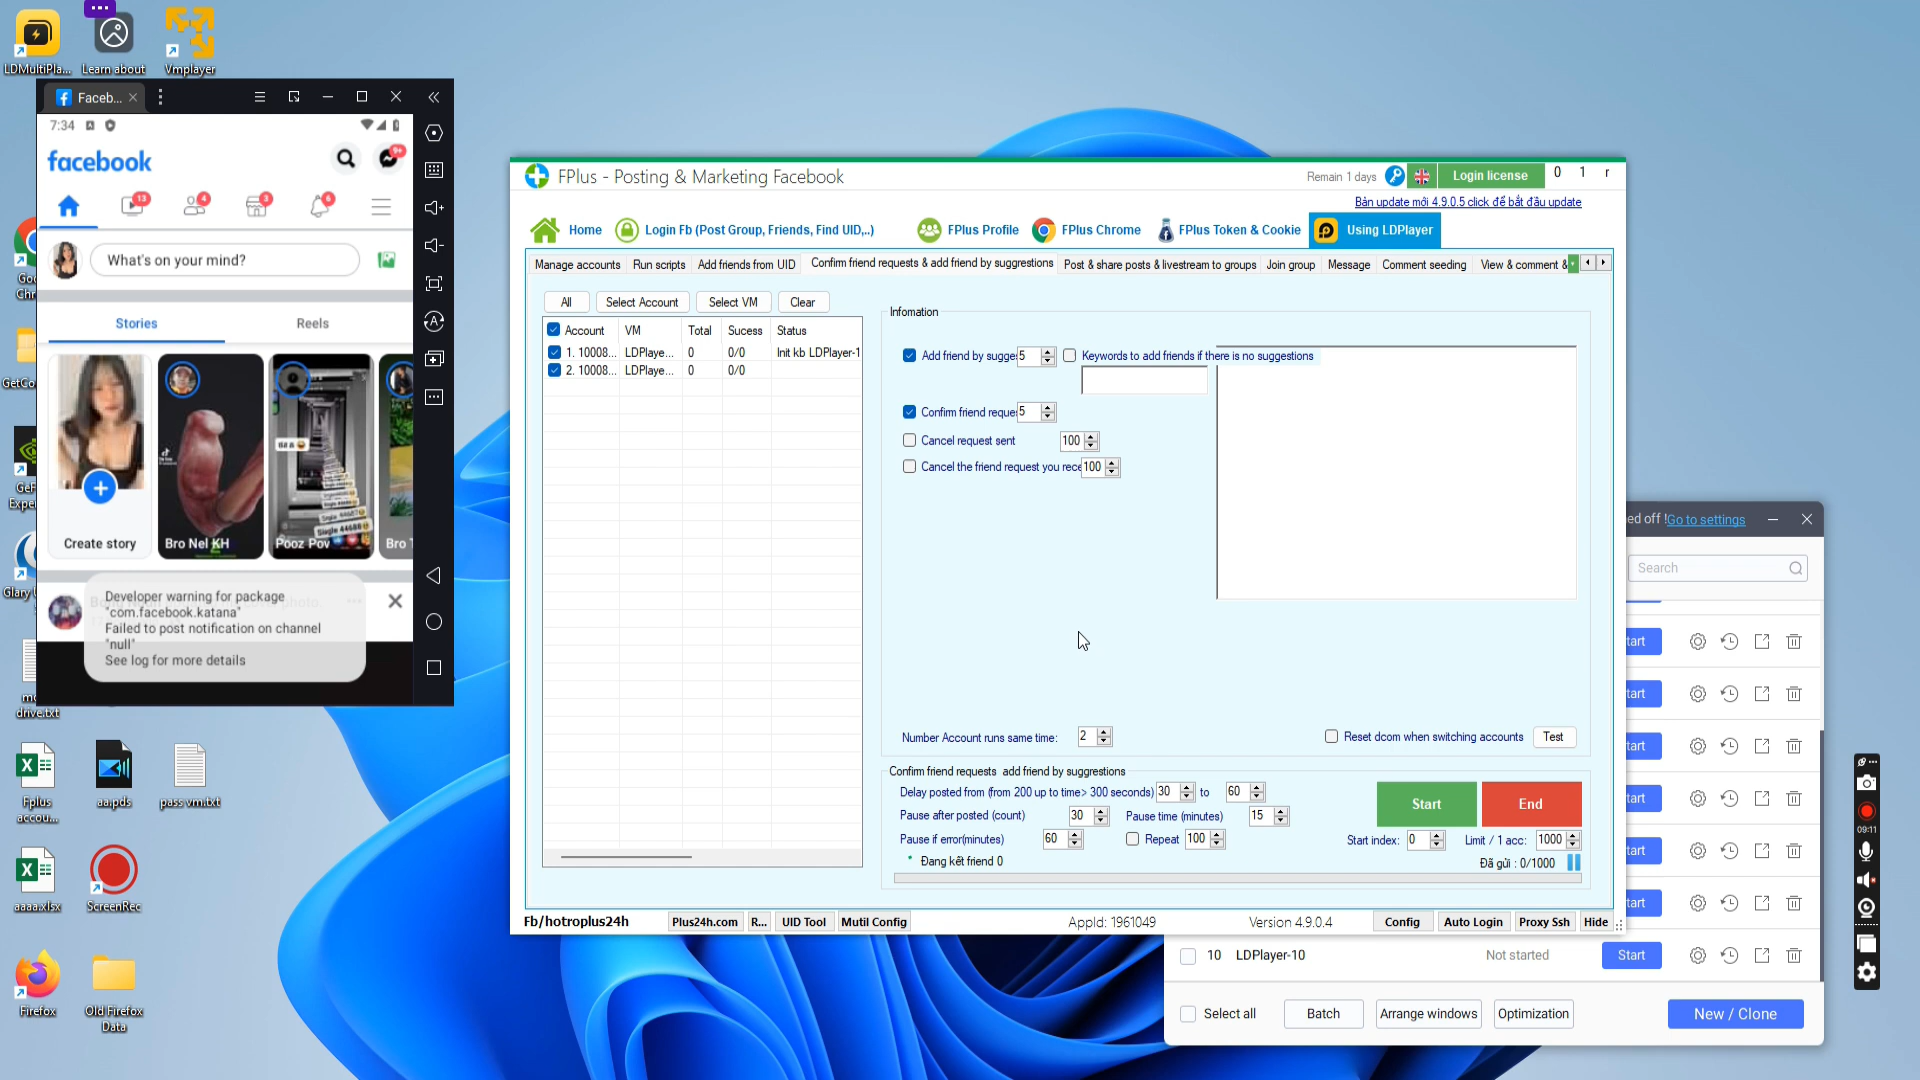 LDMultiPla...
Learn about
Vmplayer
Faceb...
7:34
facebook
9+
13
4
3
6
What's on your mind?
Stories
Reels
Create story
Bro Nel KH
Pooz Pov
Bro T
Developer warning for package
"com.facebook.katana"
Failed to post notification on channel
"null"
See log for more details
Goo
Chr
GetCo
GeF
Expe
Glary U
mo
drive.txt
Fplus
accou...
aa.pds
pass vm.txt
aaaa.xlsx
ScreenRec
Firefox
Old Firefox
Data
FPlus - Posting & Marketing Facebook
Remain 1 days
Login license
0 1 r
Bản update mới 4.9.0.5 click để bắt đầu update
Home
Login Fb (Post Group, Friends, Find UID,..)
FPlus Profile
FPlus Chrome
FPlus Token & Cookie
Using LDPlayer
Manage accounts
Run scripts
Add friends from UID
Confirm friend requests & add friend by suggestions
Post & share posts & livestream to groups
Join group
Message
Comment seeding
View & comment &
All
Select Account
Select VM
Clear
Account VM Total Sucess Status
1. 10008... LDPlaye... 0 0/0 Init kb LDPlayer-1
2. 10008... LDPlaye... 0 0/0
Infomation
Add friend by sugges 5
Keywords to add friends if there is no suggestions
Confirm friend reque 5
Cancel request sent 100
Cancel the friend request you rece 100
Number Account runs same time: 2
Reset dcom when switching accounts
Test
Confirm friend requests add friend by suggrestions
Delay posted from (from 200 up to time> 300 seconds) 30 to 60
Pause after posted (count) 30 Pause time (minutes) 15
Pause if error(minutes) 60 Repeat 100
Start
End
Start index: 0 Limit / 1 acc: 1000
Đang kết friend 0
Đã gửi : 0/1000
Fb/hotroplus24h
Plus24h.com
R...
UID Tool
Mutil Config
AppId: 1961049
Version 4.9.0.4
Config
Auto Login
Proxy Ssh
Hide
ed off !Go to settings
Search
tart
tart
tart
tart
tart
tart
10 LDPlayer-10 Not started Start
Select all
Batch
Arrange windows
Optimization
New / Clone
09:11